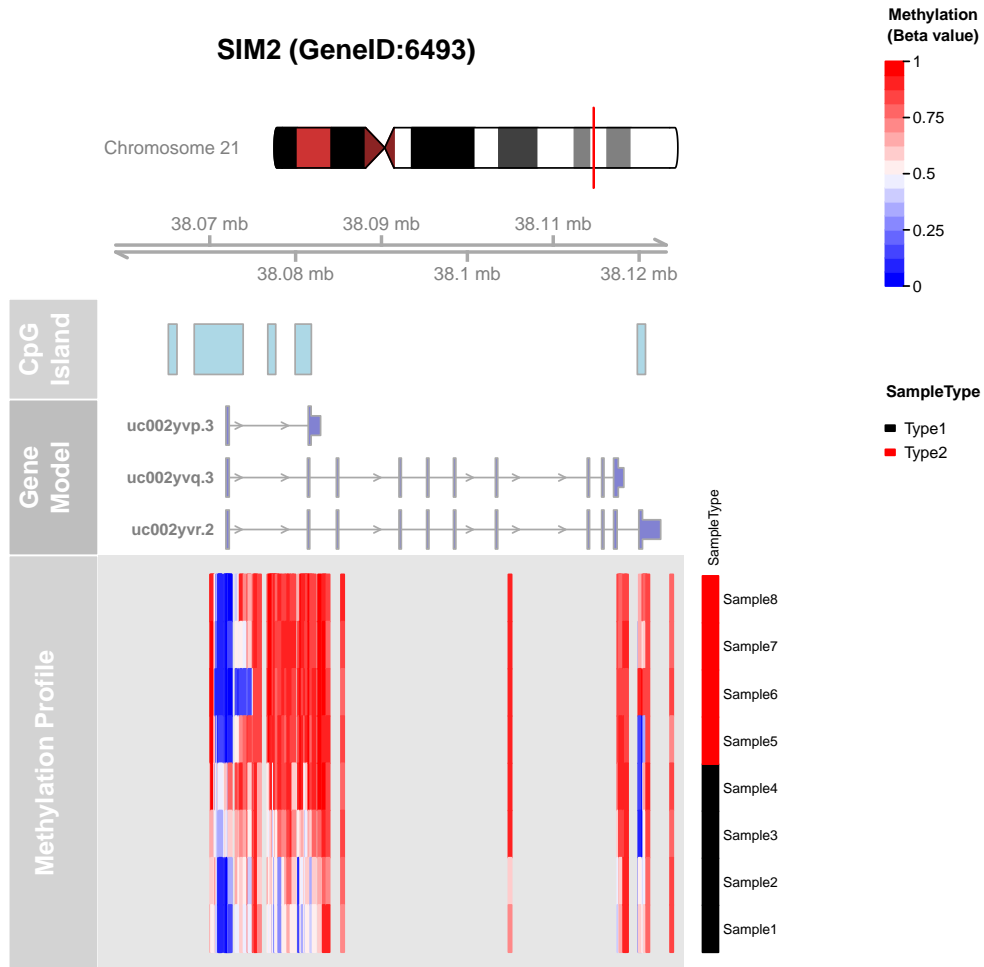 SIM2 (GeneID:6493)
Methylation
(Beta value)
1
0.75
0.5
0.25
0
Chromosome 21
38.07 mb
38.09 mb
38.11 mb
38.08 mb
38.1 mb
38.12 mb
CpG
Island
SampleType
Type1
Type2
Gene
Model
uc002yvp.3
uc002yvq.3
uc002yvr.2
SampleType
Methylation Profile
Sample8
Sample7
Sample6
Sample5
Sample4
Sample3
Sample2
Sample1